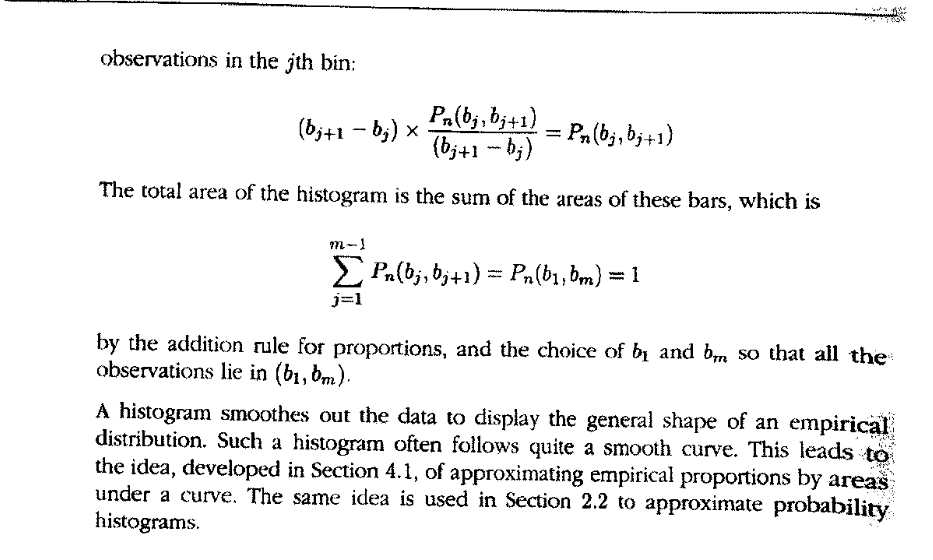 observations in the jth bin:
(b_{j+1} − b_j) × \frac{P_n(b_j, b_{j+1})}{(b_{j+1} − b_j)} = P_n(b_j, b_{j+1})
The total area of the histogram is the sum of the areas of these bars, which is
\sum_{j=1}^{m−1} P_n(b_j, b_{j+1}) = P_n(b_1, b_m) = 1
by the addition rule for proportions, and the choice of b_1 and b_m so that all the
observations lie in (b_1, b_m).
A histogram smoothes out the data to display the general shape of an empirical
distribution. Such a histogram often follows quite a smooth curve. This leads to
the idea, developed in Section 4.1, of approximating empirical proportions by areas
under a curve. The same idea is used in Section 2.2 to approximate probability
histograms.